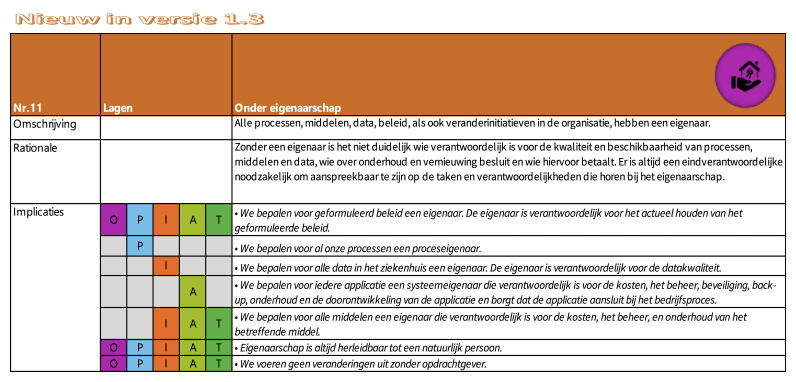 Nieuw in versie 1.3
Nr.11 Lagen Onder eigenaarschap
Omschrijving Alle processen, middelen, data, beleid, als ook veranderinitiatieven in de organisatie, hebben een eigenaar.
Rationale Zonder een eigenaar is het niet duidelijk wie verantwoordelijk is voor de kwaliteit en beschikbaarheid van processen,
middelen en data, wie over onderhoud en vernieuwing besluit en wie hiervoor betaalt. Er is altijd een eindverantwoordelijke
noodzakelijk om aanspreekbaar te zijn op de taken en verantwoordelijkheden die horen bij het eigenaarschap.
Implicaties O P I A T • We bepalen voor geformuleerd beleid een eigenaar. De eigenaar is verantwoordelijk voor het actueel houden van het
geformuleerde beleid.
P • We bepalen voor al onze processen een proceseigenaar.
I • We bepalen voor alle data in het ziekenhuis een eigenaar. De eigenaar is verantwoordelijk voor de datakwaliteit.
A • We bepalen voor iedere applicatie een systeemeigenaar die verantwoordelijk is voor de kosten, het beheer, beveiliging, back-
up, onderhoud en de doorontwikkeling van de applicatie en borgt dat de applicatie aansluit bij het bedrijfsproces.
I A T • We bepalen voor alle middelen een eigenaar die verantwoordelijk is voor de kosten, het beheer, en onderhoud van het
betreffende middel.
O P I A T • Eigenaarschap is altijd herleidbaar tot een natuurlijk persoon.
O P I A T • We voeren geen veranderingen uit zonder opdrachtgever.